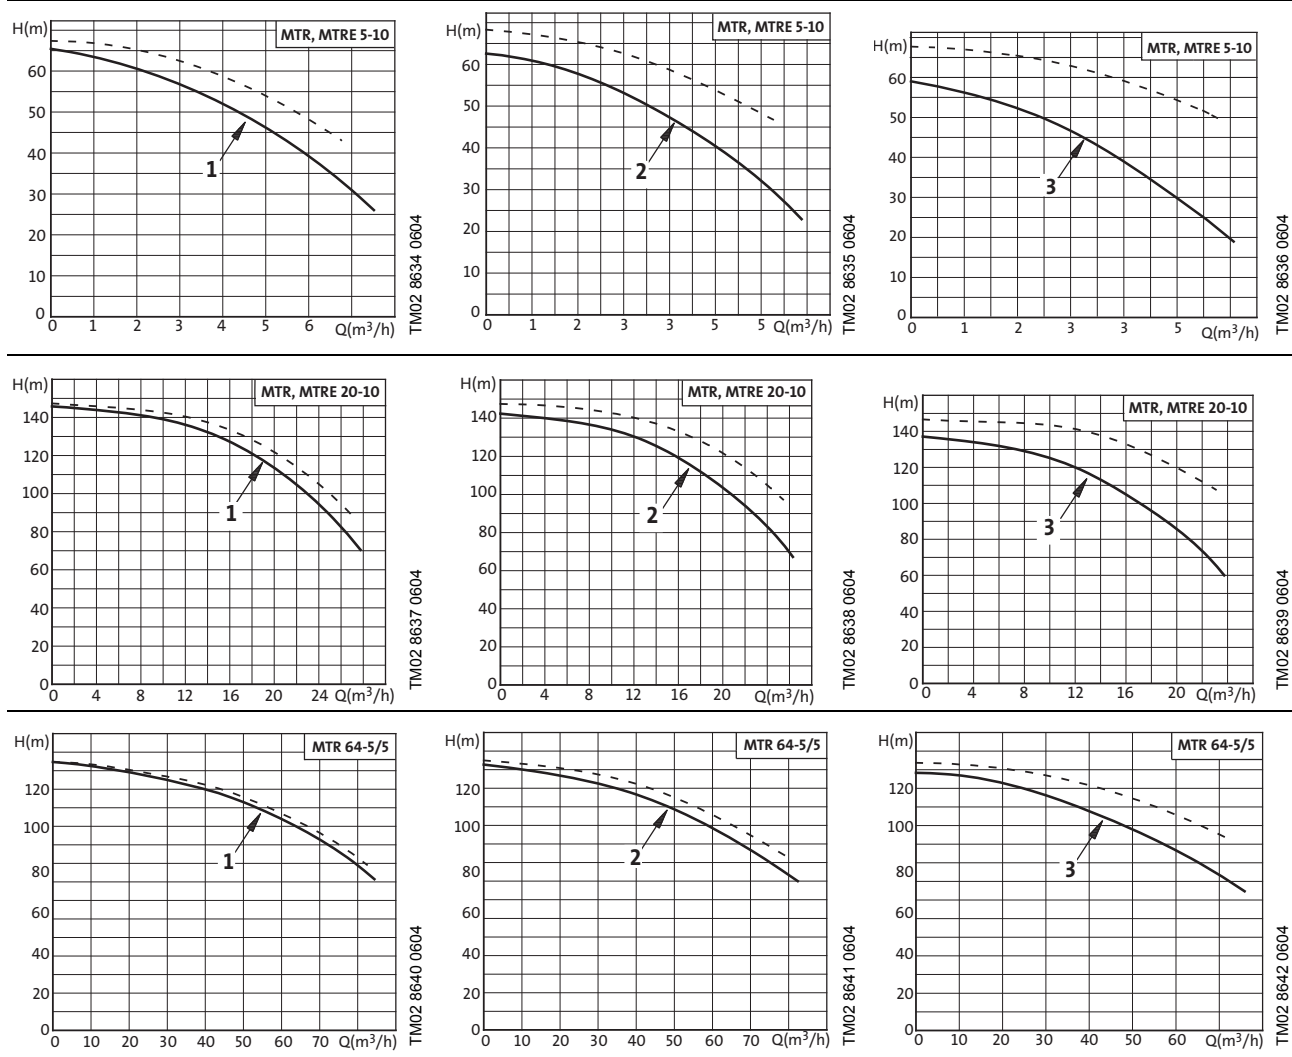 H(m)
MTR, MTRE 5-10
60
50
40
30
20
10
0
1
0 1 2 3 4 5 6 Q(m³/h)
TM02 8634 0604
H(m)
MTR, MTRE 5-10
60
50
40
30
20
10
0
2
0 1 2 3 3 5 5 Q(m³/h)
TM02 8635 0604
H(m)
MTR, MTRE 5-10
60
50
40
30
20
10
0
3
0 1 2 3 3 5 Q(m³/h)
TM02 8636 0604
H(m)
MTR, MTRE 20-10
140
120
100
80
60
40
20
0
1
0 4 8 12 16 20 24 Q(m³/h)
TM02 8637 0604
H(m)
MTR, MTRE 20-10
140
120
100
80
60
40
20
0
2
0 4 8 12 16 20 Q(m³/h)
TM02 8638 0604
H(m)
MTR, MTRE 20-10
140
120
100
80
60
40
20
0
3
0 4 8 12 16 20 Q(m³/h)
TM02 8639 0604
H(m)
MTR 64-5/5
120
100
80
60
40
20
0
1
0 10 20 30 40 50 60 70 Q(m³/h)
TM02 8640 0604
H(m)
MTR 64-5/5
120
100
80
60
40
20
0
2
0 10 20 30 40 50 60 70 Q(m³/h)
TM02 8641 0604
H(m)
MTR 64-5/5
120
100
80
60
40
20
0
3
0 10 20 30 40 50 60 Q(m³/h)
TM02 8642 0604